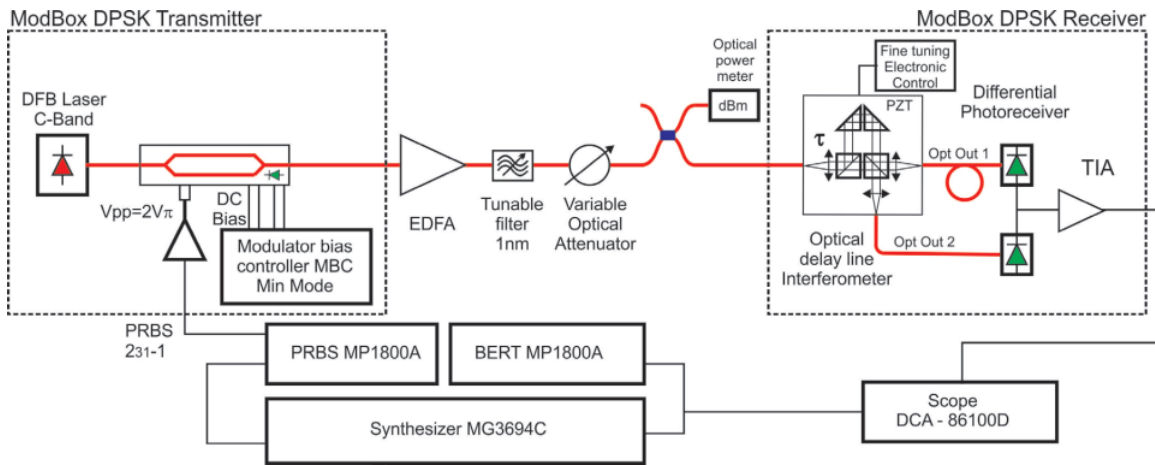 ModBox DPSK Transmitter
ModBox DPSK Receiver
DFB Laser
C-Band
Vpp=2Vπ
DC
Bias
Modulator bias
controller MBC
Min Mode
EDFA
Tunable
filter
1nm
Variable
Optical
Attenuator
Optical
power
meter
dBm
Fine tuning
Electronic
Control
PZT
τ
Differential
Photoreceiver
Opt Out 1
Opt Out 2
TIA
Optical
delay line
Interferometer
PRBS
231-1
PRBS MP1800A
BERT MP1800A
Synthesizer MG3694C
Scope
DCA - 86100D